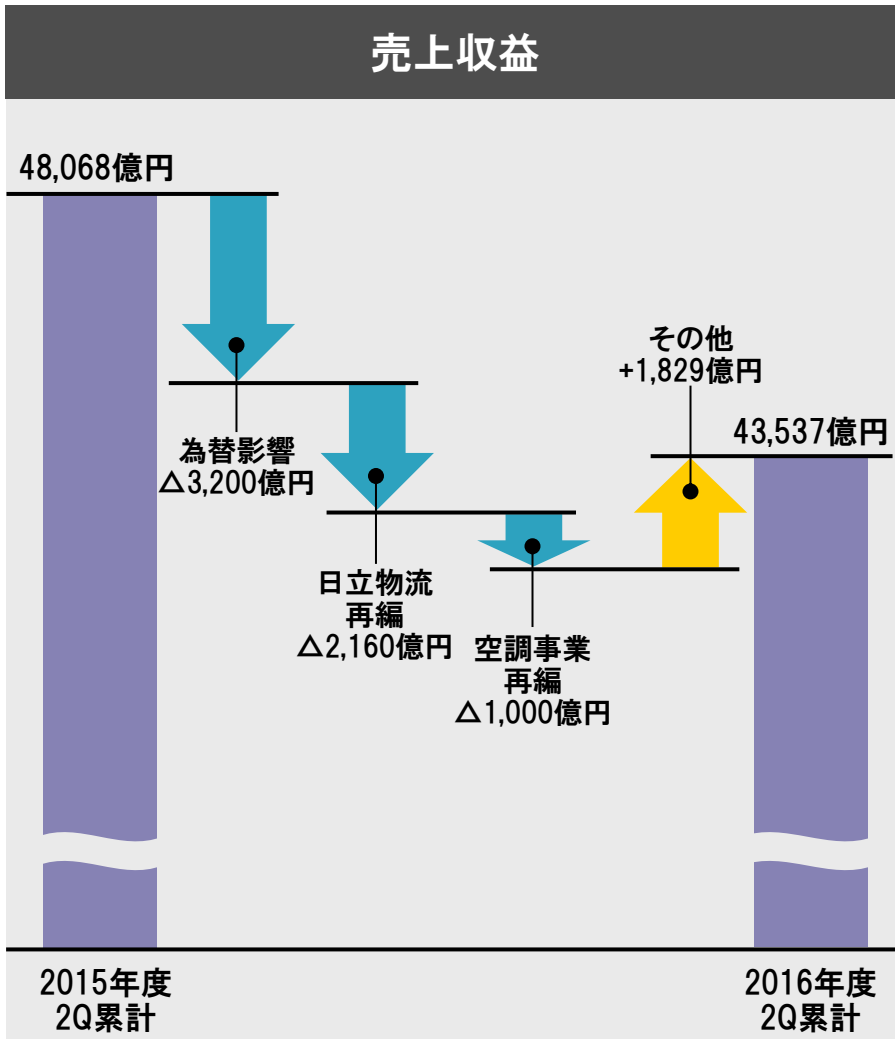 売上収益
48,068億円
為替影響
△3,200億円
日立物流
再編
△2,160億円
空調事業
再編
△1,000億円
その他
+1,829億円
43,537億円
2015年度
2Q累計
2016年度
2Q累計